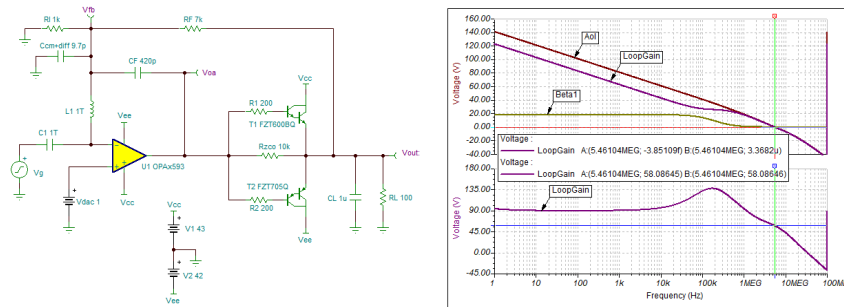 Vfb
RI 1k
RF 7k
Ccm+diff 9.7p
CF 420p
Voa
Vcc
R1 200
T1 FZT600BQ
L1 1T
Vee
C1 1T
Rzco 10k
Vout
U1 OPAx593
Vg
T2 FZT705Q
CL 1u
RL 100
Vdac 1
Vcc
R2 200
Vee
Vcc
V1 43
V2 42
Vee
160.00
140.00
120.00
100.00
80.00
60.00
40.00
20.00
0.00
-20.00
-40.00
Voltage (V)
Aol
LoopGain
Beta1
Voltage :
LoopGain A:(5.46104MEG; -3.85109f) B:(5.46104MEG; 3.3682u)
Voltage :
LoopGain A:(5.46104MEG; 58.08645) B:(5.46104MEG; 58.08646)
180.00
135.00
90.00
45.00
0.00
-45.00
Voltage (V)
LoopGain
1 10 100 1k 10k 100k 1MEG 10MEG 100M
Frequency (Hz)